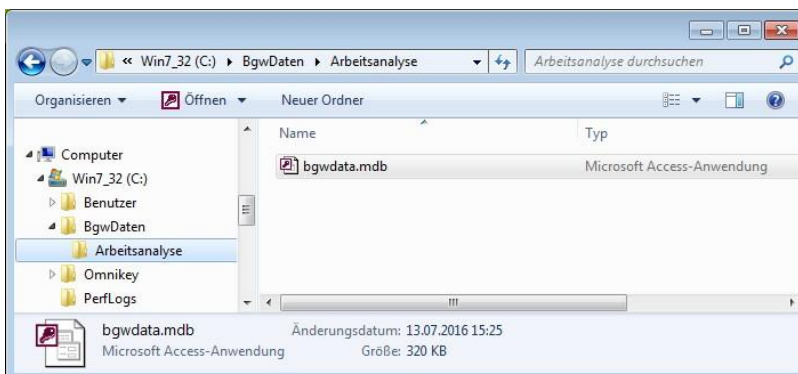 « Win7_32 (C:) BgwDaten Arbeitsanalyse
Arbeitsanalyse durchsuchen
Organisieren Öffnen Neuer Ordner
Name Typ
Computer
Win7_32 (C:)
Benutzer
BgwDaten
Arbeitsanalyse
Omnikey
PerfLogs
bgwdata.mdb Microsoft Access-Anwendung
bgwdata.mdb Änderungsdatum: 13.07.2016 15:25
Microsoft Access-Anwendung Größe: 320 KB